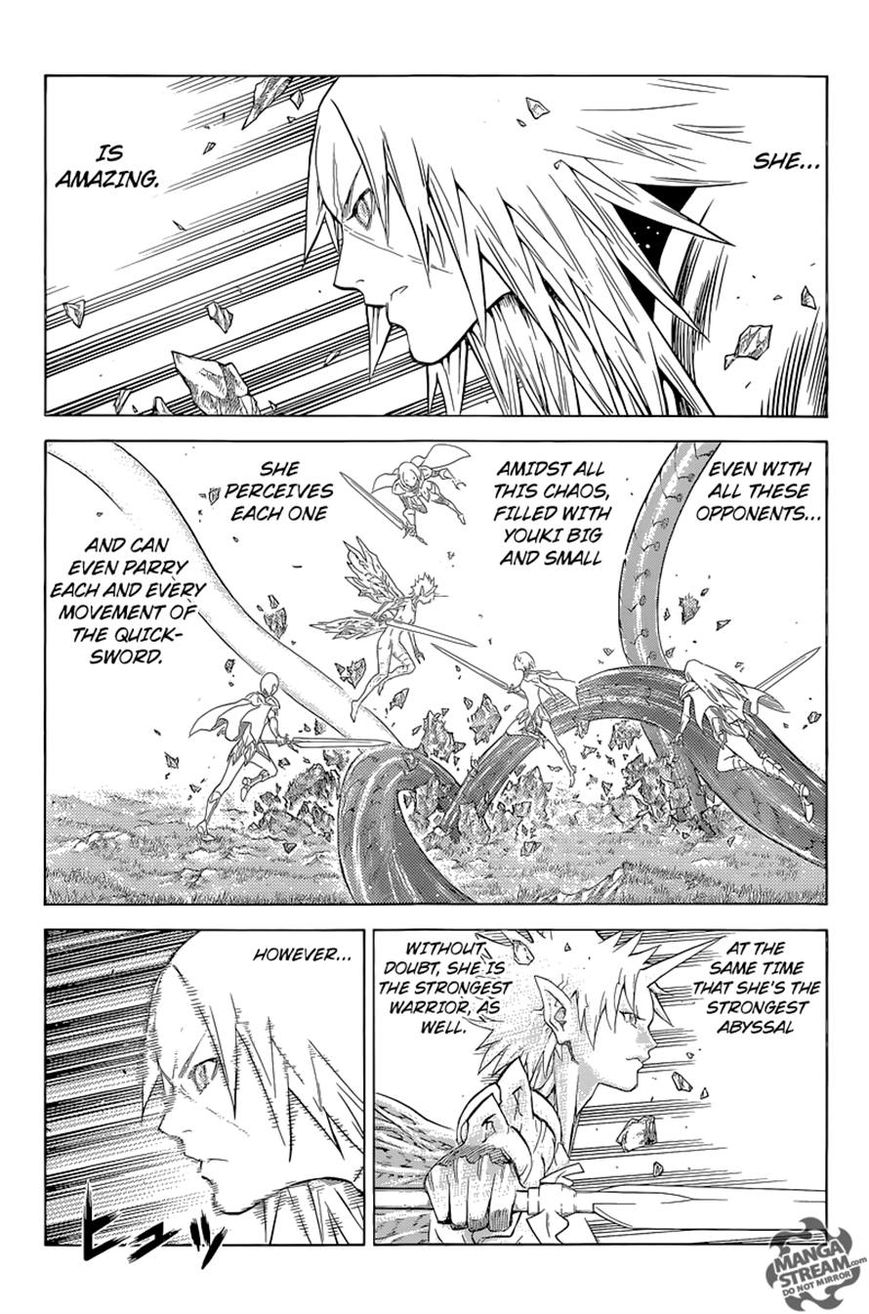 SHE...
IS
AMAZING.
EVEN WITH
ALL THESE
OPPONENTS...
AMIDST ALL
THIS CHAOS,
FILLED WITH
YOUKI BIG
AND SMALL
SHE
PERCEIVES
EACH ONE
AND CAN
EVEN PARRY
EACH AND EVERY
MOVEMENT OF
THE QUICK-
SWORD.
AT THE
SAME TIME
THAT SHE'S THE
STRONGEST
ABYSSAL
WITHOUT
DOUBT, SHE IS
THE STRONGEST
WARRIOR, AS
WELL.
HOWEVER...
ヒュッ
MANGA
STREAM.com
DO NOT MIRROR